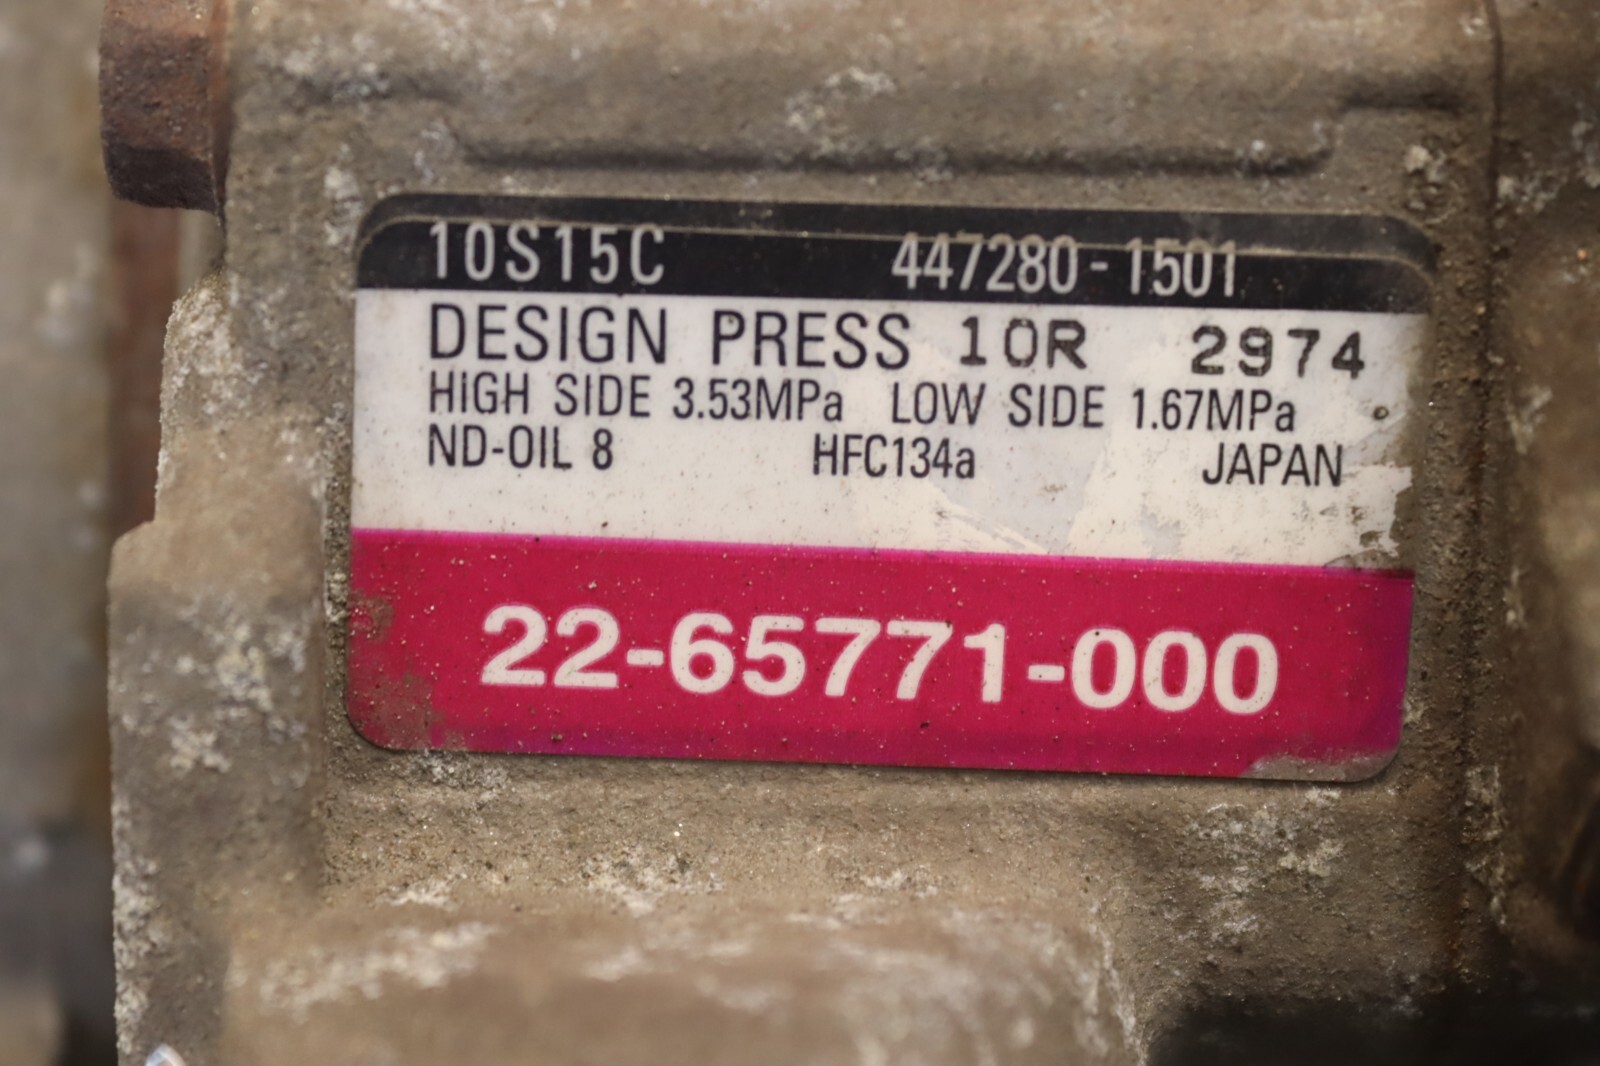 10S15C 447280-1501
DESIGN PRESS 10R 2974
HIGH SIDE 3.53MPa LOW SIDE 1.67MPa
ND-OIL 8 HFC134a JAPAN
22-65771-000